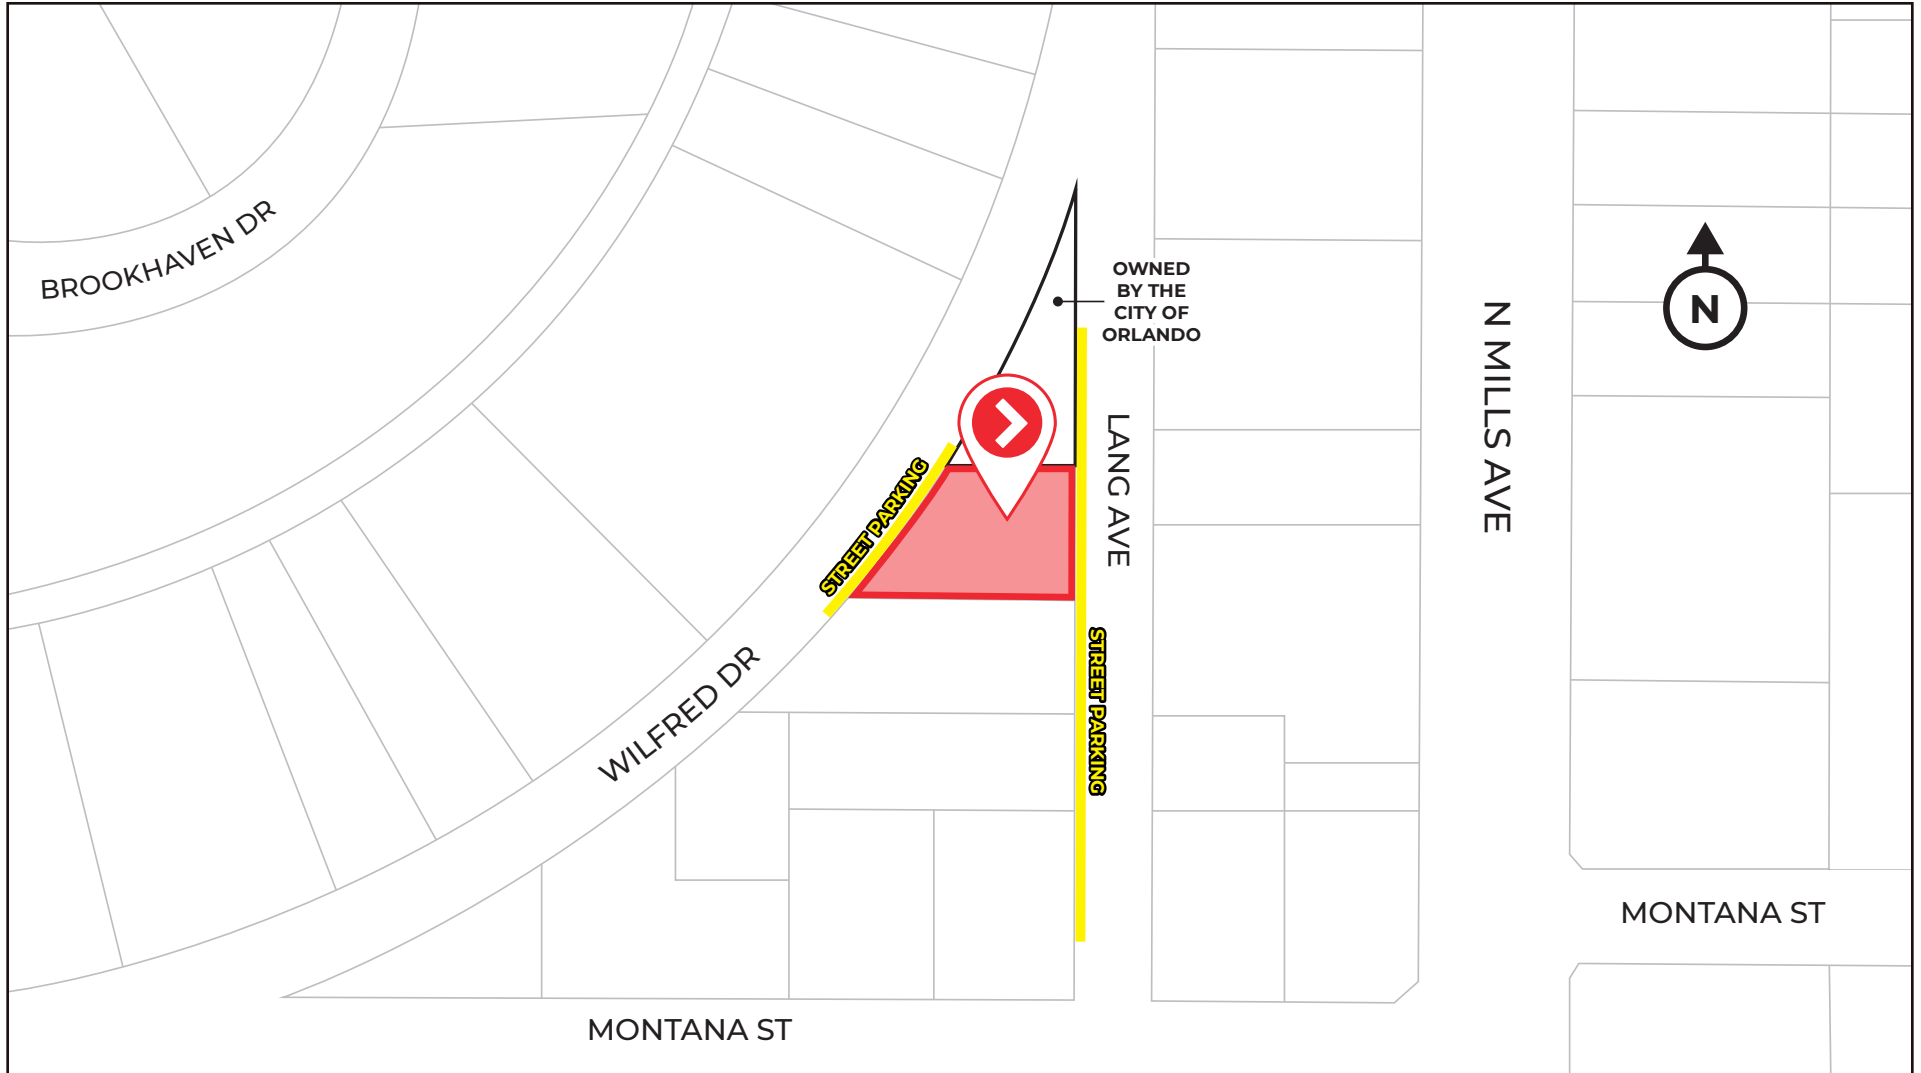 BROOKHAVEN DR
OWNED
BY THE
CITY OF
ORLANDO
N
N MILLS AVE
LANG AVE
STREET PARKING
STREET PARKING
WILFRED DR
MONTANA ST
MONTANA ST